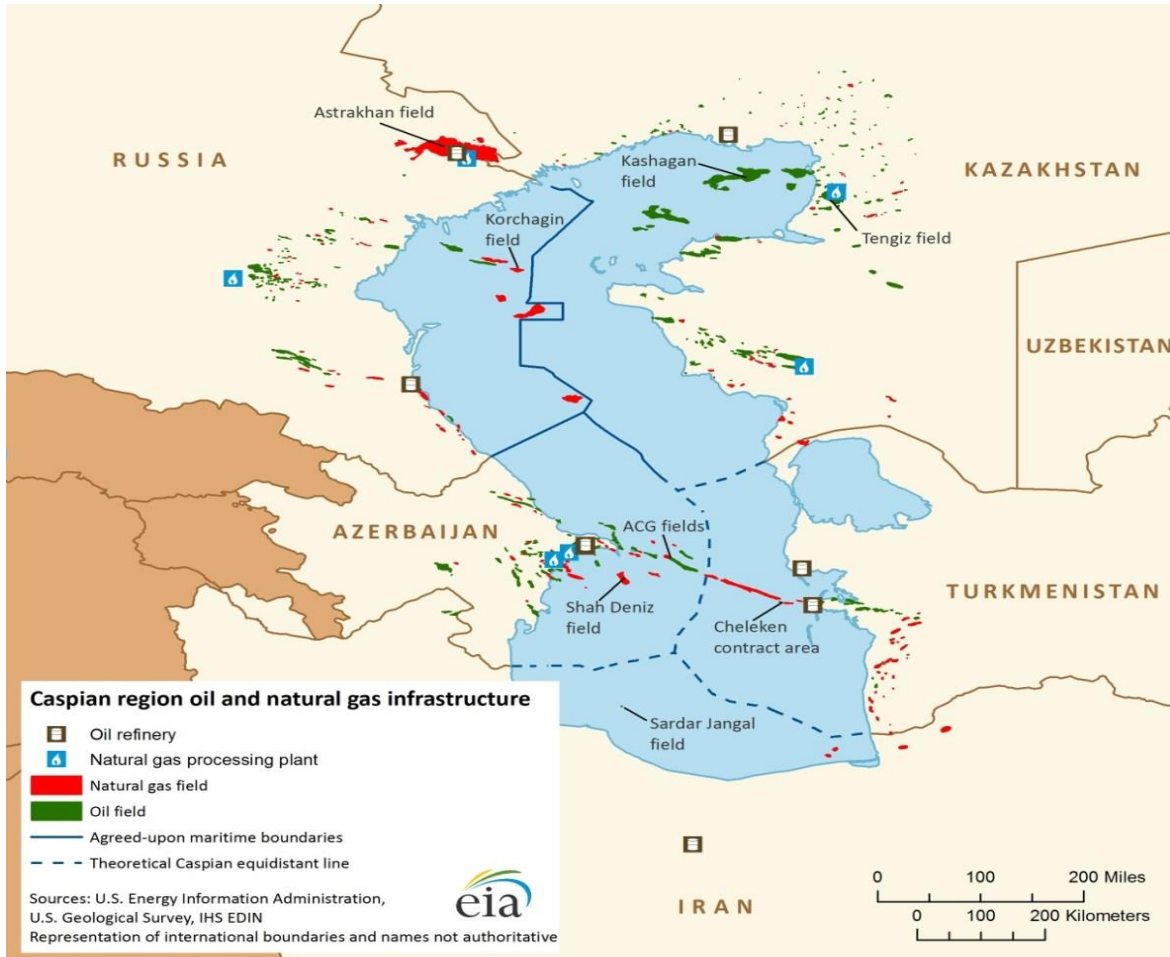 Astrakhan field
RUSSIA
Kashagan
field
KAZAKHSTAN
Korchagin
field
Tengiz field
UZBEKISTAN
ACG fields
AZERBAIJAN
Shah Deniz
field
Cheleken
contract area
TURKMENISTAN
Sardar Jangal
field
IRAN
Caspian region oil and natural gas infrastructure
Oil refinery
Natural gas processing plant
Natural gas field
Oil field
Agreed-upon maritime boundaries
Theoretical Caspian equidistant line
Sources: U.S. Energy Information Administration,
U.S. Geological Survey, IHS EDIN
Representation of international boundaries and names not authoritative
eia
0 100 200 Miles
0 100 200 Kilometers